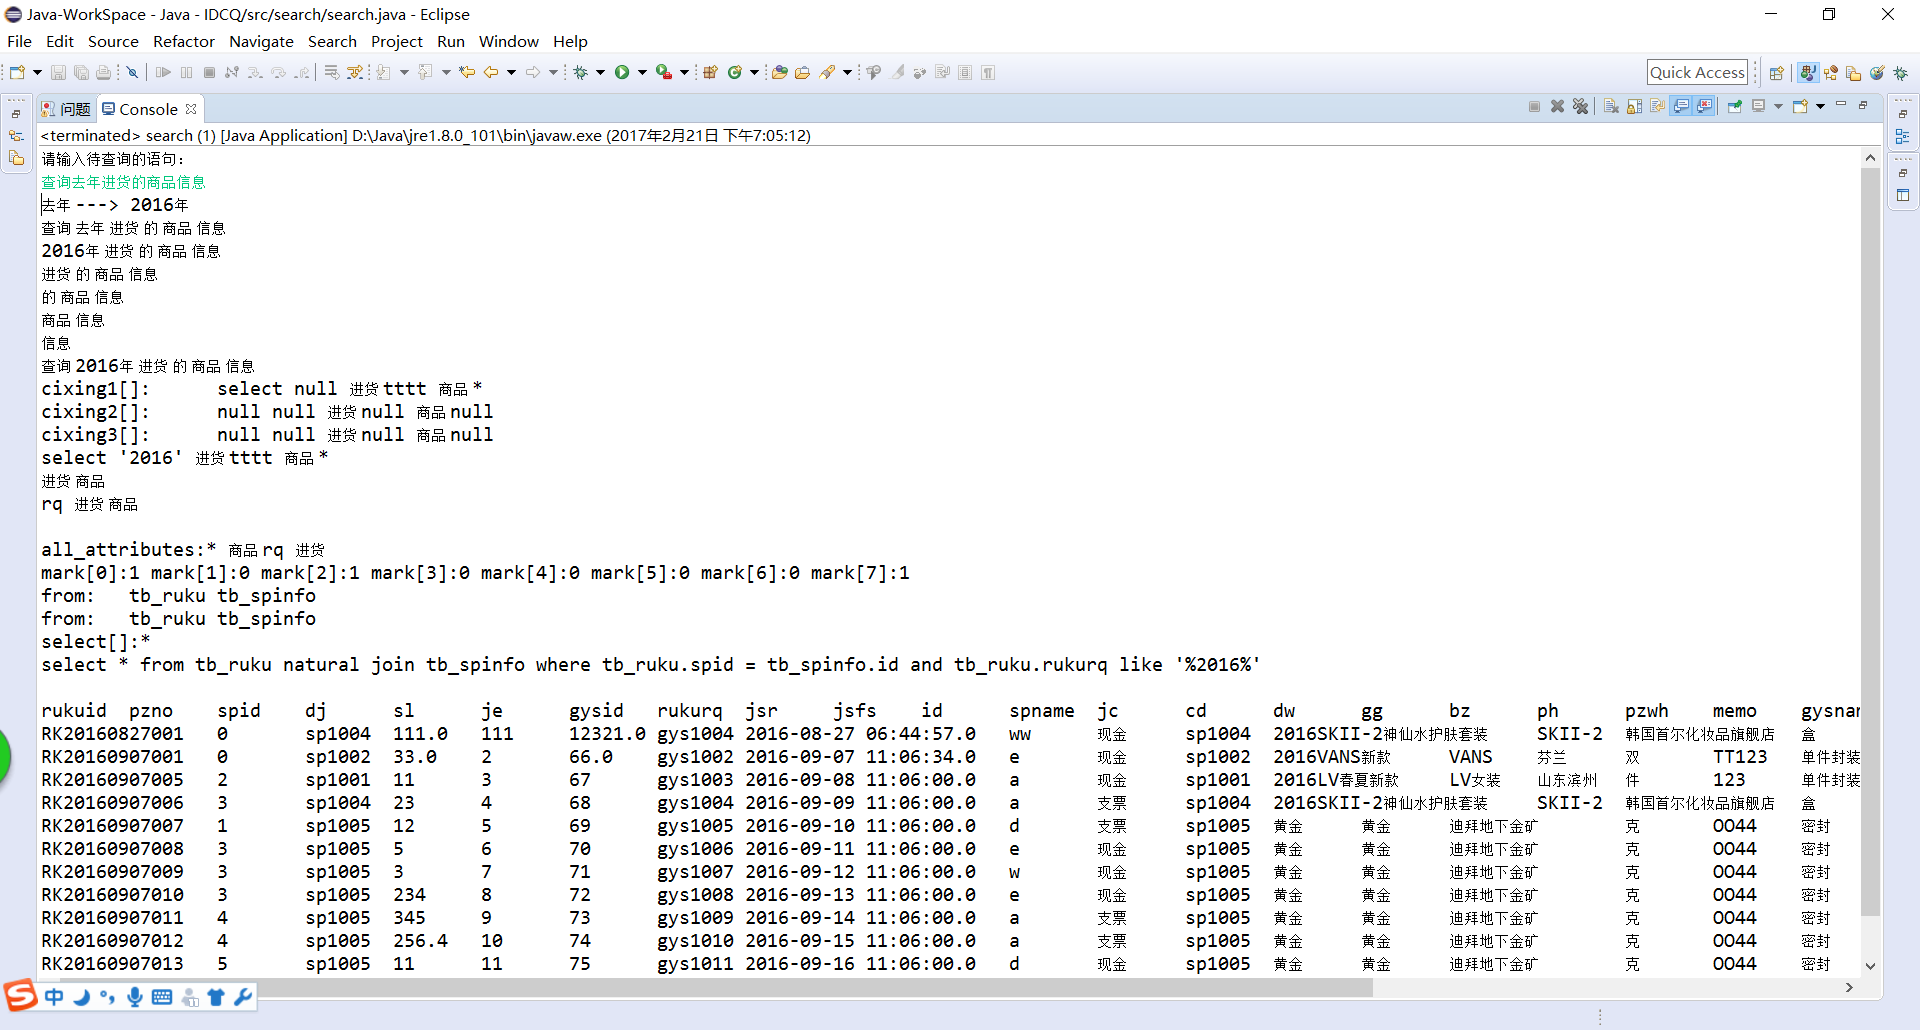 Java-WorkSpace - Java - IDCQ/src/search/search.java - Eclipse
File Edit Source Refactor Navigate Search Project Run Window Help
Quick Access
问题 Console
<terminated> search (1) [Java Application] D:\Java\jre1.8.0_101\bin\javaw.exe (2017年2月21日 下午7:05:12)
请输入待查询的语句：
查询去年进货的商品信息
去年 ---> 2016年
查询 去年 进货 的 商品 信息
2016年 进货 的 商品 信息
进货 的 商品 信息
的 商品 信息
商品 信息
信息
查询 2016年 进货 的 商品 信息
cixing1[]: select null 进货 tttt 商品 *
cixing2[]: null null 进货 null 商品 null
cixing3[]: null null 进货 null 商品 null
select '2016' 进货 tttt 商品 *
进货 商品
rq 进货 商品
all_attributes:* 商品 rq 进货
mark[0]:1 mark[1]:0 mark[2]:1 mark[3]:0 mark[4]:0 mark[5]:0 mark[6]:0 mark[7]:1
from: tb_ruku tb_spinfo
from: tb_ruku tb_spinfo
select[]:*
select * from tb_ruku natural join tb_spinfo where tb_ruku.spid = tb_spinfo.id and tb_ruku.rukurq like '%2016%'
rukuid pzno spid dj sl je gysid rukurq jsr jsfs id spname jc cd dw gg bz ph pzwh memo gysnar
RK20160827001 0 sp1004 111.0 111 12321.0 gys1004 2016-08-27 06:44:57.0 ww 现金 sp1004 2016SKII-2神仙水护肤套装 SKII-2 韩国首尔化妆品旗舰店 盒
RK20160907001 0 sp1002 33.0 2 66.0 gys1002 2016-09-07 11:06:34.0 e 现金 sp1002 2016VANS新款 VANS 芬兰 双 TT123 单件封装
RK20160907005 2 sp1001 11 3 67 gys1003 2016-09-08 11:06:00.0 a 现金 sp1001 2016LV春夏新款 LV女装 山东滨州 件 123 单件封装
RK20160907006 3 sp1004 23 4 68 gys1004 2016-09-09 11:06:00.0 a 支票 sp1004 2016SKII-2神仙水护肤套装 SKII-2 韩国首尔化妆品旗舰店 盒
RK20160907007 1 sp1005 12 5 69 gys1005 2016-09-10 11:06:00.0 d 支票 sp1005 黄金 黄金 迪拜地下金矿 克 0044 密封
RK20160907008 3 sp1005 5 6 70 gys1006 2016-09-11 11:06:00.0 e 现金 sp1005 黄金 黄金 迪拜地下金矿 克 0044 密封
RK20160907009 3 sp1005 3 7 71 gys1007 2016-09-12 11:06:00.0 w 现金 sp1005 黄金 黄金 迪拜地下金矿 克 0044 密封
RK20160907010 3 sp1005 234 8 72 gys1008 2016-09-13 11:06:00.0 e 现金 sp1005 黄金 黄金 迪拜地下金矿 克 0044 密封
RK20160907011 4 sp1005 345 9 73 gys1009 2016-09-14 11:06:00.0 a 支票 sp1005 黄金 黄金 迪拜地下金矿 克 0044 密封
RK20160907012 4 sp1005 256.4 10 74 gys1010 2016-09-15 11:06:00.0 a 支票 sp1005 黄金 黄金 迪拜地下金矿 克 0044 密封
RK20160907013 5 sp1005 11 11 75 gys1011 2016-09-16 11:06:00.0 d 现金 sp1005 黄金 黄金 迪拜地下金矿 克 0044 密封
中